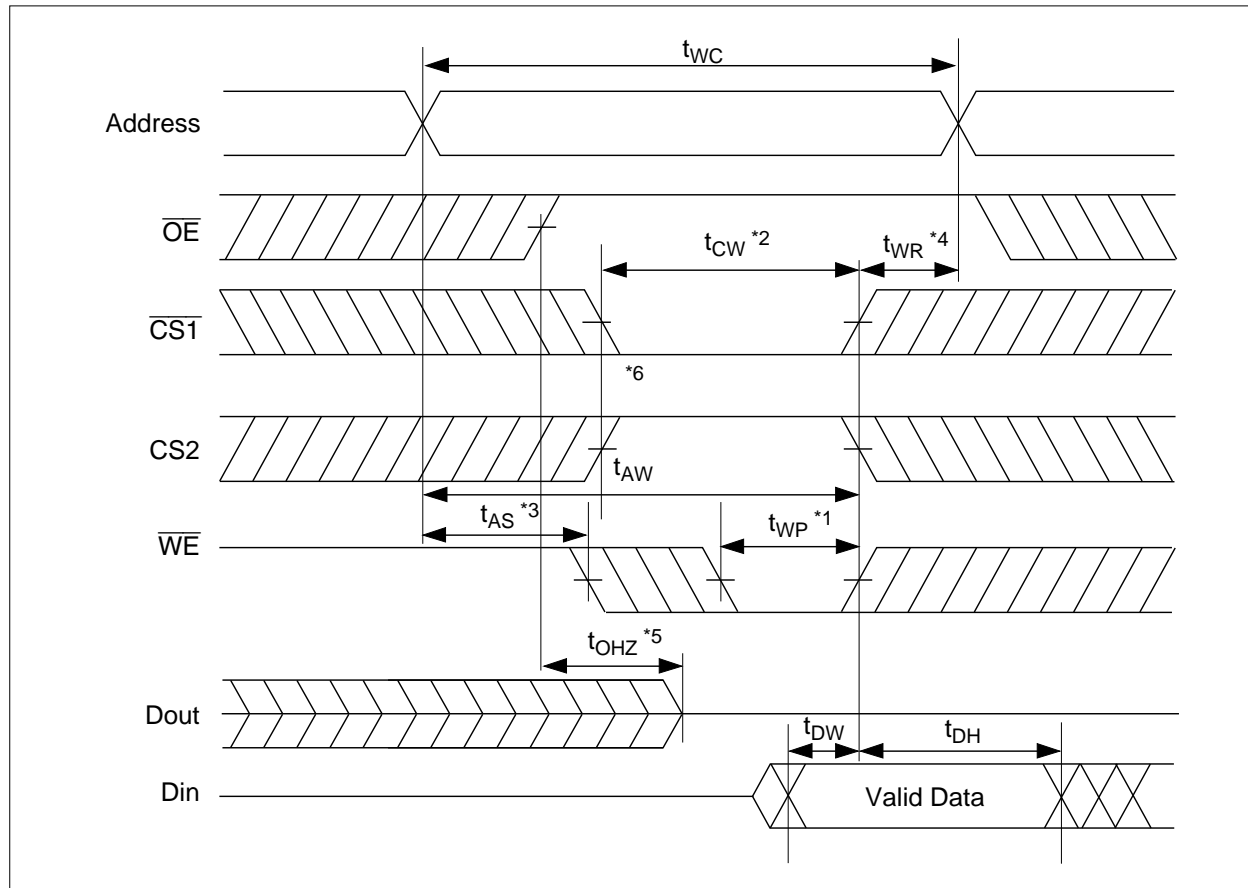 tWC
Address
OE
tCW *2
tWR *4
CS1
*6
CS2
tAW
tAS *3
tWP *1
WE
tOHZ *5
Dout
tDW
tDH
Din
Valid Data